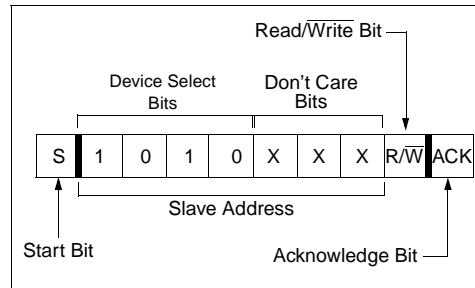 Read/Write Bit
Device Select Bits
Don't Care Bits
S 1 0 1 0 X X X R/W ACK
Slave Address
Start Bit
Acknowledge Bit